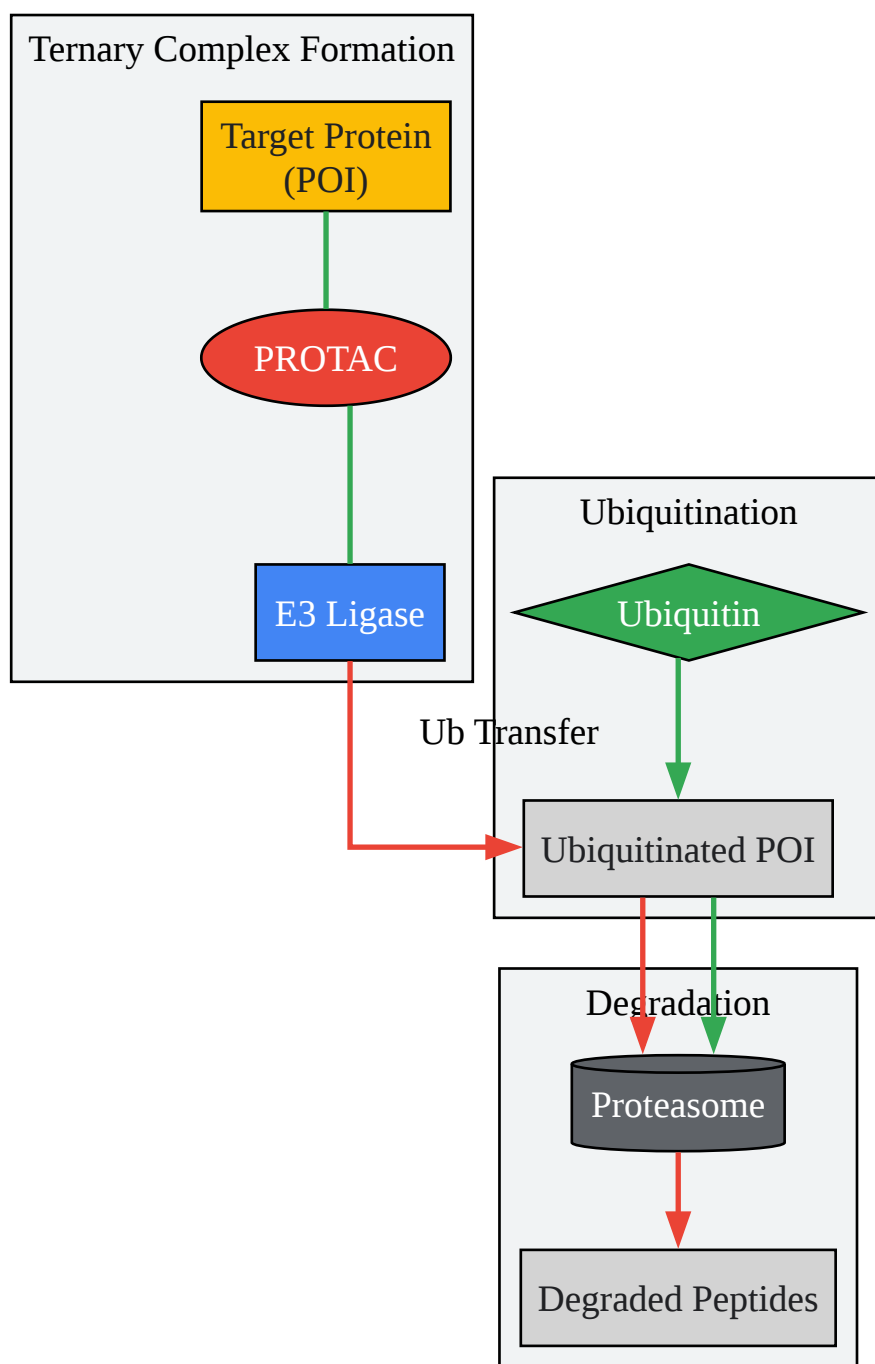 Ternary Complex Formation
Target Protein
(POI)
PROTAC
E3 Ligase
Ubiquitination
Ubiquitin
Ub Transfer
Ubiquitinated POI
Degradation
Proteasome
Degraded Peptides